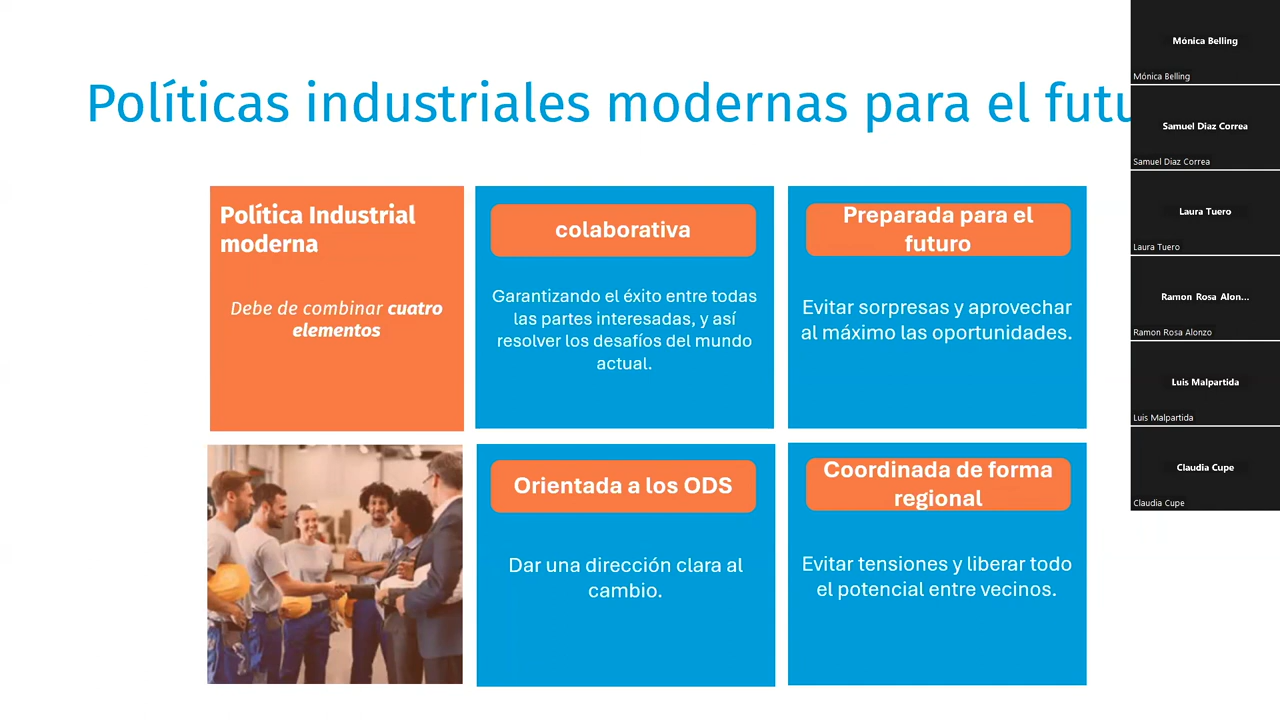 Políticas industriales modernas para el futu
Política Industrial
moderna
Debe de combinar cuatro
elementos
colaborativa
Garantizando el éxito entre todas
las partes interesadas, y así
resolver los desafíos del mundo
actual.
Preparada para el
futuro
Evitar sorpresas y aprovechar
al máximo las oportunidades.
Orientada a los ODS
Dar una dirección clara al
cambio.
Coordinada de forma
regional
Evitar tensiones y liberar todo
el potencial entre vecinos.
Mónica Belling
Mónica Belling
Samuel Diaz Correa
Samuel Diaz Correa
Laura Tuero
Laura Tuero
Ramon Rosa Alon...
Ramon Rosa Alonzo
Luis Malpartida
Luis Malpartida
Claudia Cupe
Claudia Cupe